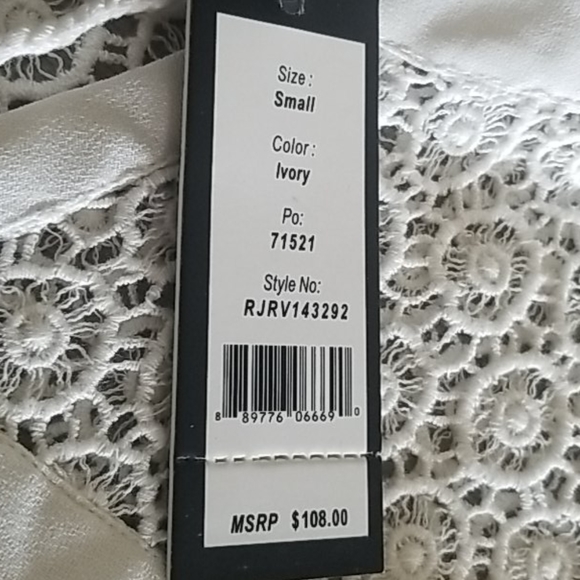 Size :
Small
Color :
Ivory
Po:
71521
Style No:
RJRV143292
8 89776 06669 0
MSRP $108.00